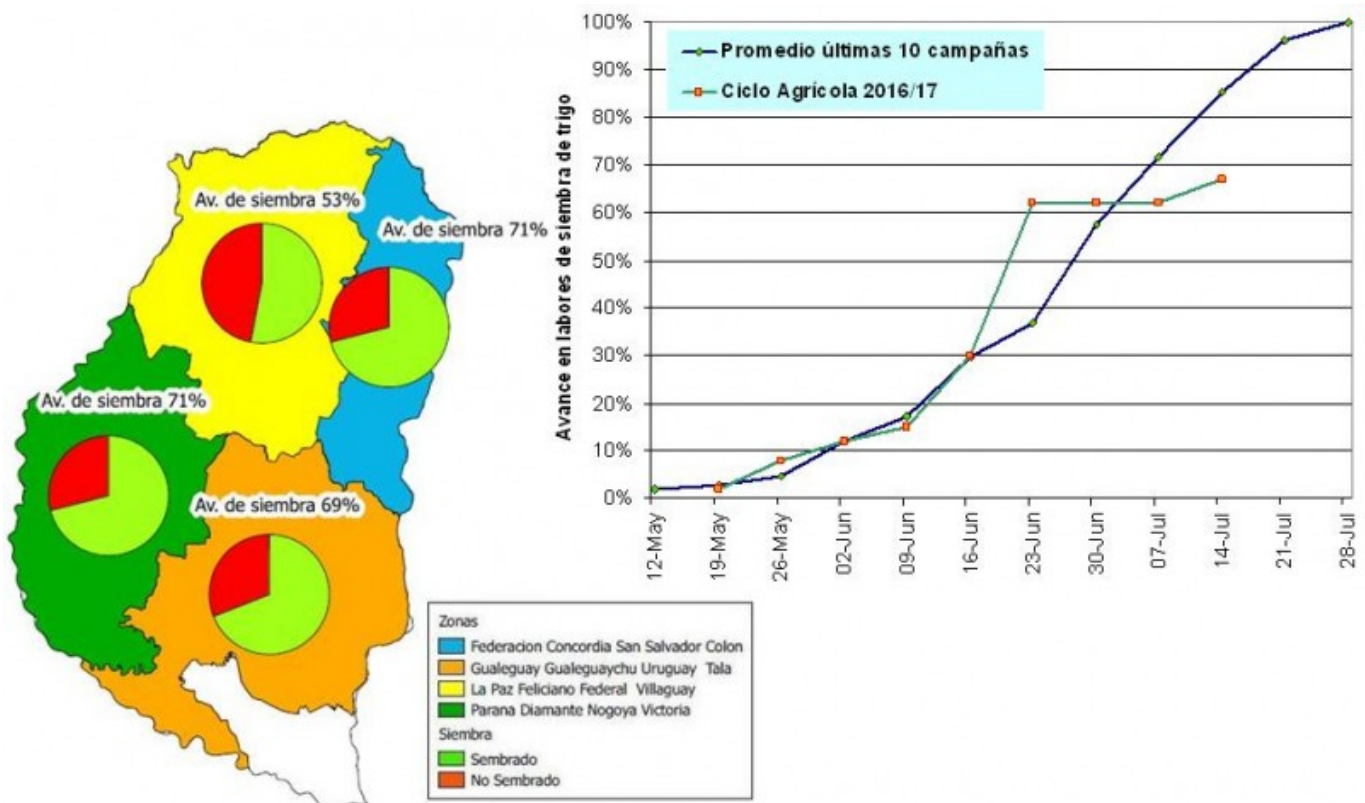 Av. de siembra 53%
Av. de siembra 71%
Av. de siembra 71%
Av. de siembra 69%
Zonas
Federacion Concordia San Salvador Colon
Gualeguay Gualeguaychu Uruguay Tala
La Paz Feliciano Federal Villaguay
Parana Diamante Nogoya Victoria
Siembra
Sembrado
No Sembrado
Avance en labores de siembra de trigo
100%
90%
80%
70%
60%
50%
40%
30%
20%
10%
0%
Promedio últimas 10 campañas
Ciclo Agrícola 2016/17
12-May
19-May
26-May
02-Jun
09-Jun
16-Jun
23-Jun
30-Jun
07-Jul
14-Jul
21-Jul
28-Jul